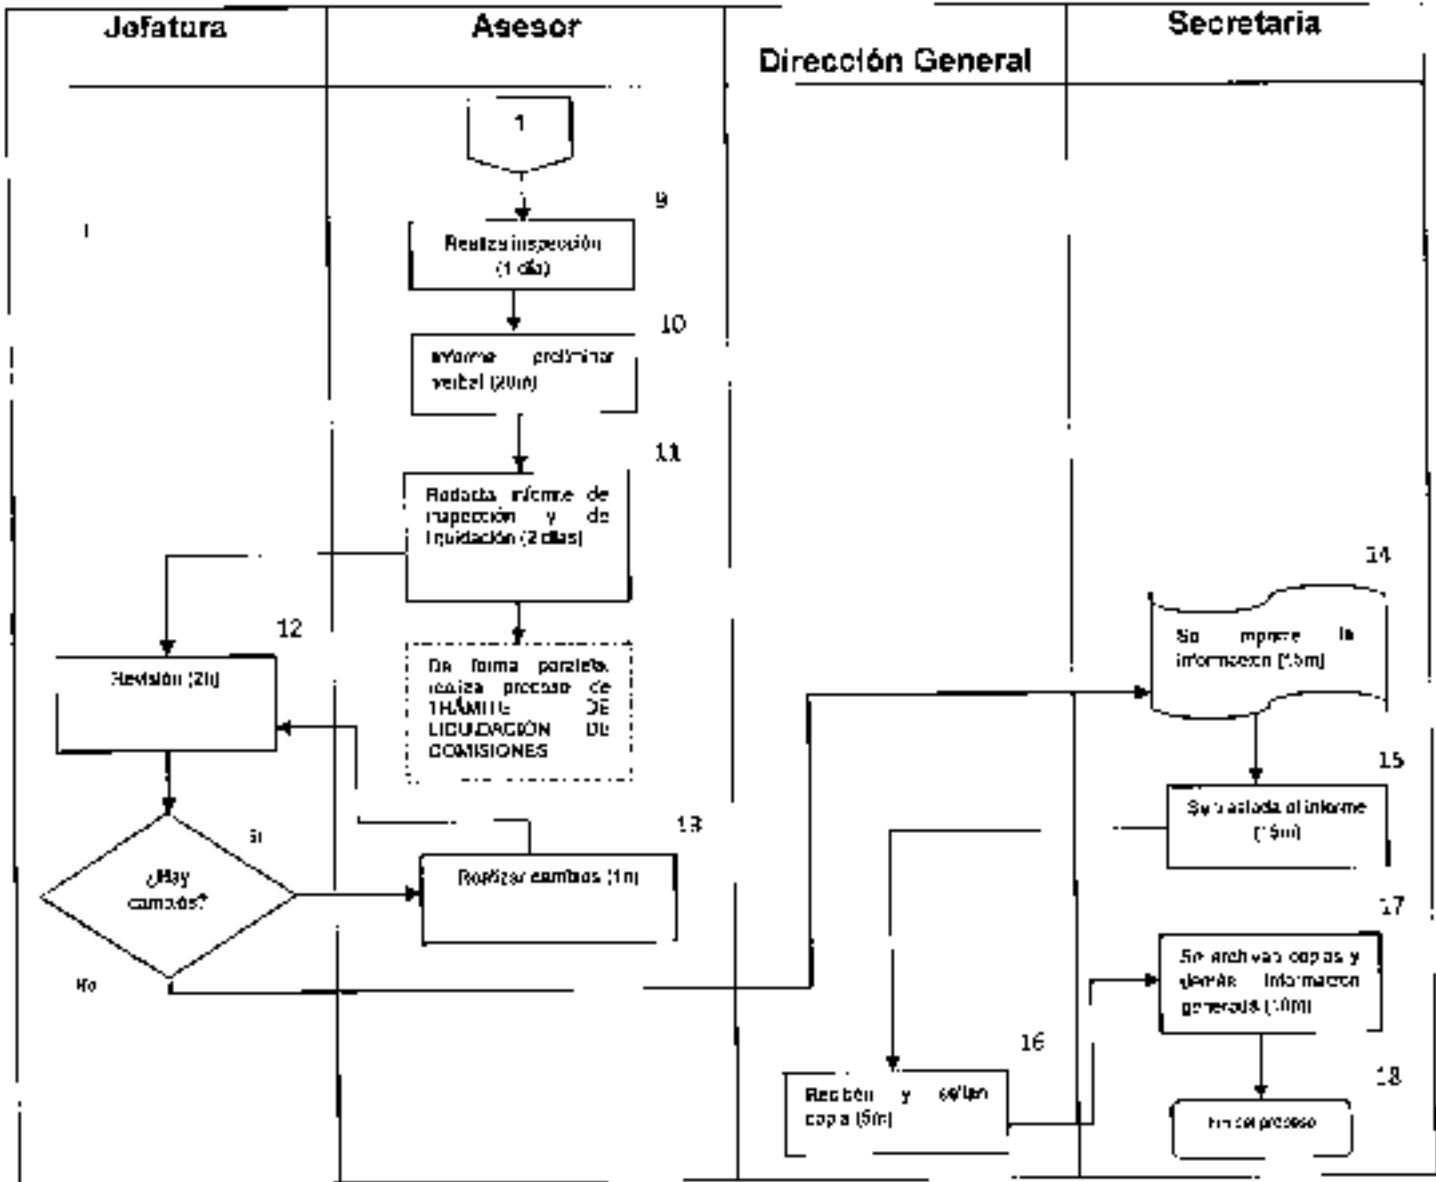 Jefatura
Asesor
Dirección General
Secretaria
1
9
Realiza inspección
(1 día)
10
Informe preliminar
verbal (20m)
11
Redacta informe de
inspección y de
liquidación (2 días)
12
Revisión (2h)
De forma paralela,
realiza proceso de
TRÁMITE DE
LIQUIDACIÓN DE
COMISIONES
¿Hay
cambios?
Si
No
13
Realizar cambios (1h)
14
Se imprime la
información (15m)
15
Se traslada el informe
(15m)
16
Reciben y sellan
copia (5m)
17
Se archivan copias y
demás información
generada (10m)
18
Fin del proceso